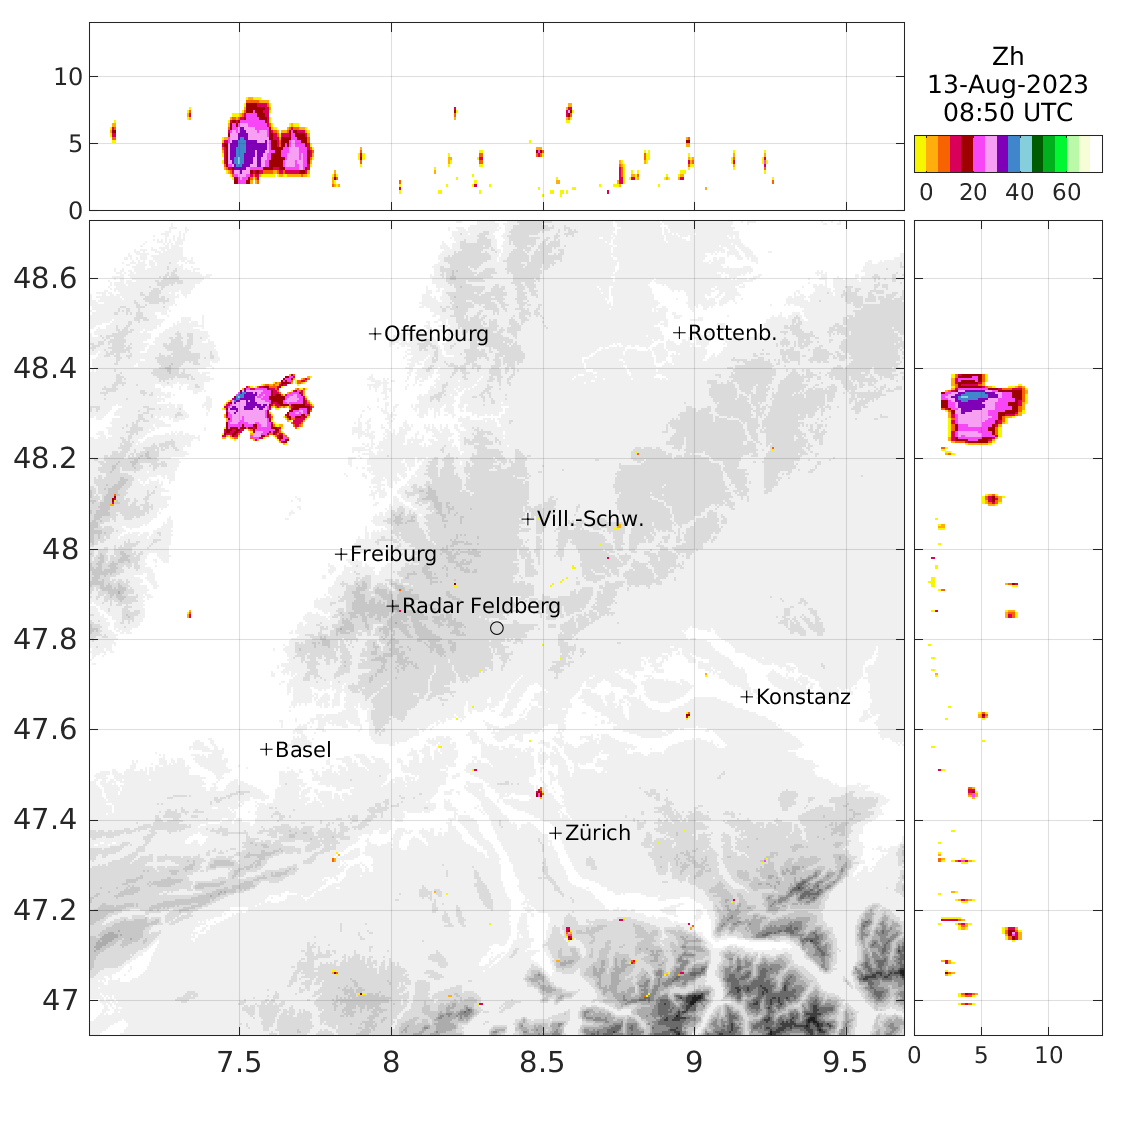 10
5
0
Zh
13-Aug-2023
08:50 UTC
0 20 40 60
48.6
48.4
48.2
48
47.8
47.6
47.4
47.2
47
Offenburg
Rottenb.
Vill.-Schw.
Freiburg
Radar Feldberg
Konstanz
Basel
Zürich
7.5 8 8.5 9 9.5
0 5 10